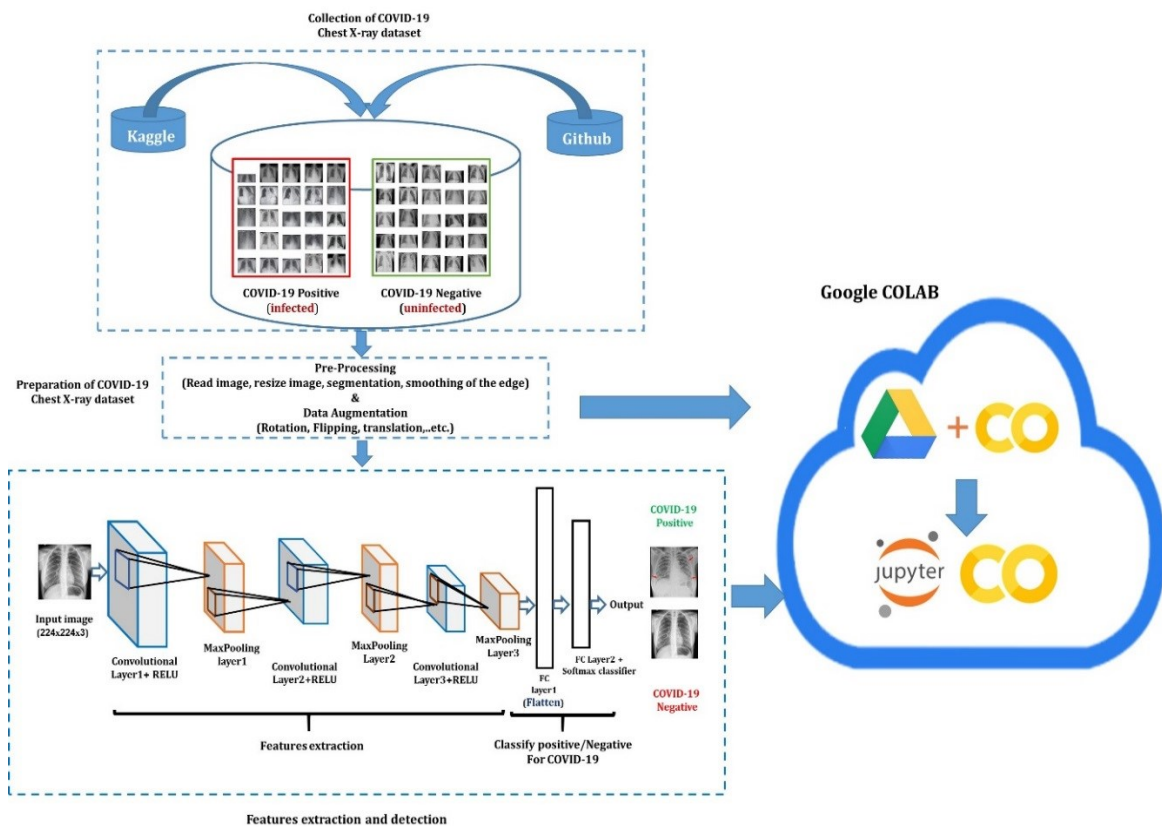 Collection of COVID-19
Chest X-ray dataset
Kaggle
Github
COVID-19 Positive
(infected)
COVID-19 Negative
(uninfected)
Preparation of COVID-19
Chest X-ray dataset
Pre-Processing
(Read image, resize image, segmentation, smoothing of the edge)
&
Data Augmentation
(Rotation, Flipping, translation,..etc.)
Google COLAB
+
CO
jupyter
CO
Input image
(224x224x3)
Convolutional
Layer1+ RELU
MaxPooling
layer1
Convolutional
Layer2+RELU
MaxPooling
Layer2
Convolutional
Layer3+RELU
MaxPooling
Layer3
FC
layer1
(Flatten)
FC Layer2 +
Softmax classifier
Output
COVID-19
Positive
COVID-19
Negative
Features extraction
Classify positive/Negative
For COVID-19
Features extraction and detection